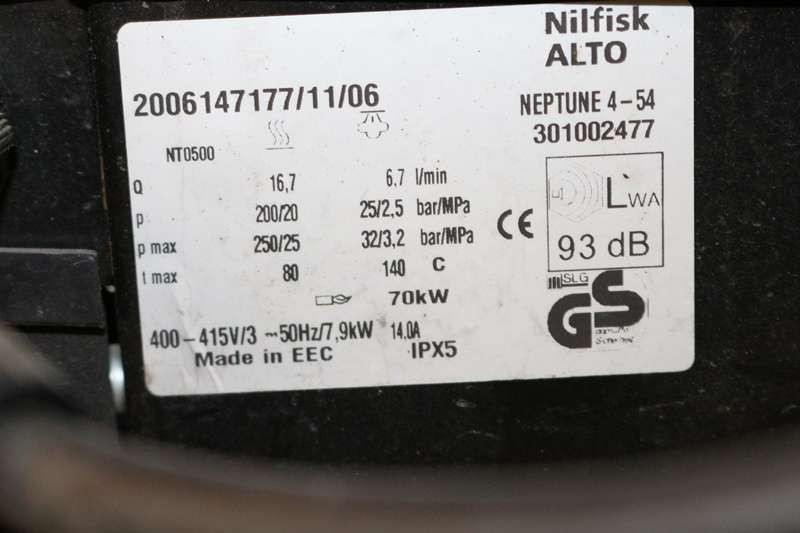 Nilfisk
ALTO
2006147177/11/06
NEPTUNE 4-54
301002477
NT0500
Q 16,7 6,7 l/min
p 200/20 25/2,5 bar/MPa
p max 250/25 32/3,2 bar/MPa
t max 80 140 C
70kW
400-415V/3 ~50Hz/7,9kW 14.0A
Made in EEC IPX5
CE
LWA
93 dB
SLG
GS